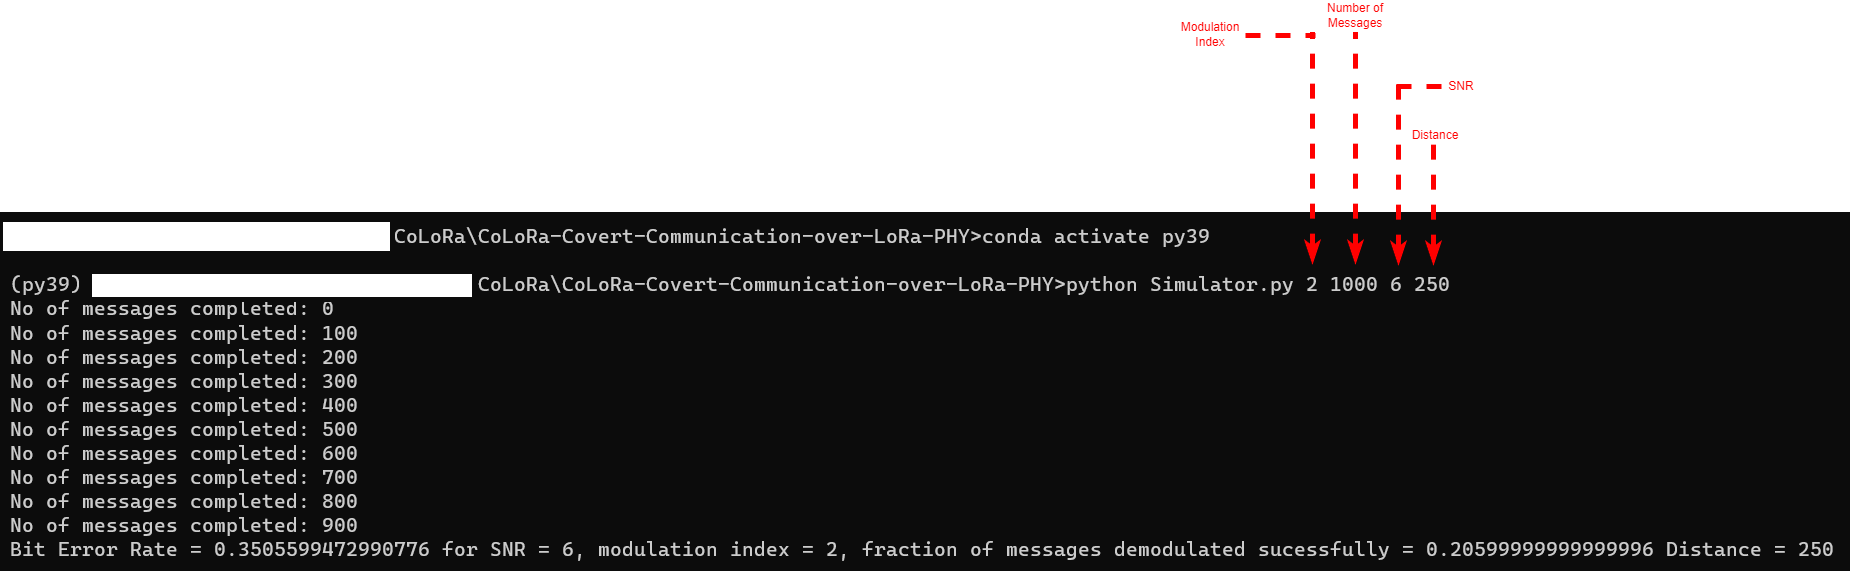 Number of
Messages
Modulation
Index
SNR
Distance
CoLoRa\CoLoRa-Covert-Communication-over-LoRa-PHY>conda activate py39
(py39) CoLoRa\CoLoRa-Covert-Communication-over-LoRa-PHY>python Simulator.py 2 1000 6 250
No of messages completed: 0
No of messages completed: 100
No of messages completed: 200
No of messages completed: 300
No of messages completed: 400
No of messages completed: 500
No of messages completed: 600
No of messages completed: 700
No of messages completed: 800
No of messages completed: 900
Bit Error Rate = 0.3505599472990776 for SNR = 6, modulation index = 2, fraction of messages demodulated sucessfully = 0.20599999999999996 Distance = 250